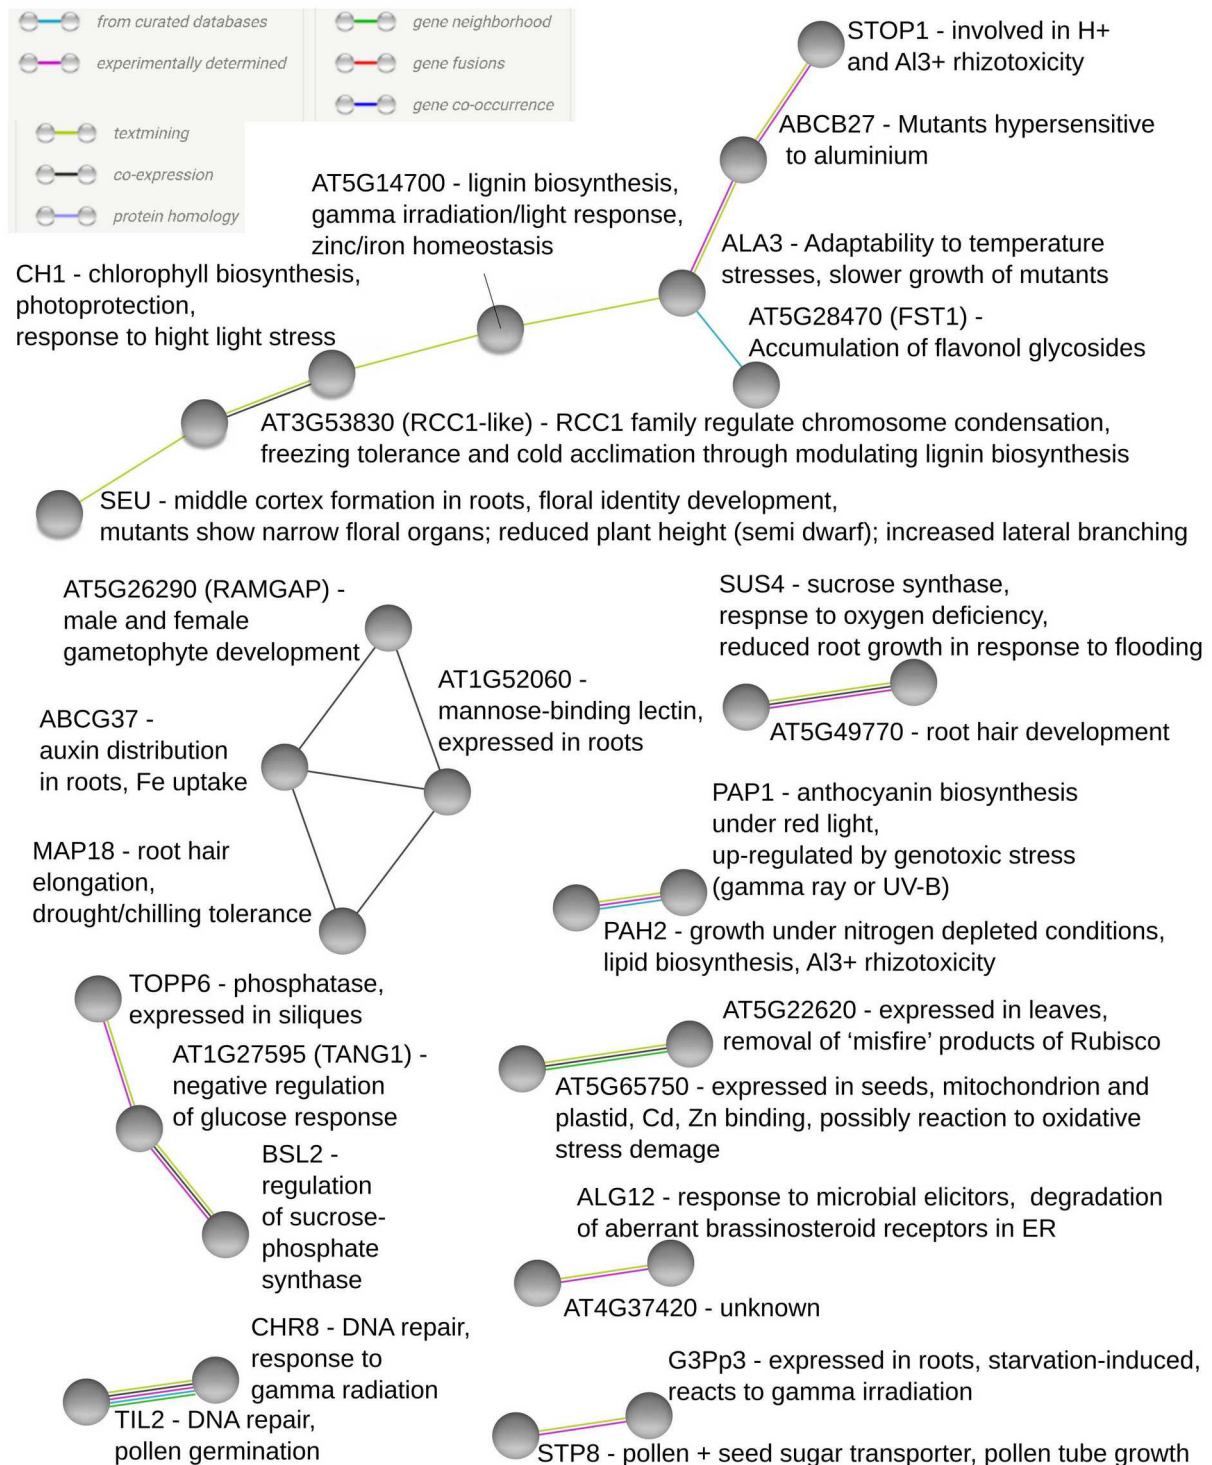 from curated databases
experimentally determined
gene neighborhood
gene fusions
gene co-occurrence
textmining
co-expression
protein homology
STOP1 - involved in H+
and Al3+ rhizotoxicity
ABCB27 - Mutants hypersensitive
to aluminium
AT5G14700 - lignin biosynthesis,
gamma irradiation/light response,
zinc/iron homeostasis
ALA3 - Adaptability to temperature
stresses, slower growth of mutants
CH1 - chlorophyll biosynthesis,
photoprotection,
response to hight light stress
AT5G28470 (FST1) -
Accumulation of flavonol glycosides
AT3G53830 (RCC1-like) - RCC1 family regulate chromosome condensation,
freezing tolerance and cold acclimation through modulating lignin biosynthesis
SEU - middle cortex formation in roots, floral identity development,
mutants show narrow floral organs; reduced plant height (semi dwarf); increased lateral branching
AT5G26290 (RAMGAP) -
male and female
gametophyte development
AT1G52060 -
mannose-binding lectin,
expressed in roots
ABCG37 -
auxin distribution
in roots, Fe uptake
MAP18 - root hair
elongation,
drought/chilling tolerance
SUS4 - sucrose synthase,
respnse to oxygen deficiency,
reduced root growth in response to flooding
AT5G49770 - root hair development
PAP1 - anthocyanin biosynthesis
under red light,
up-regulated by genotoxic stress
(gamma ray or UV-B)
PAH2 - growth under nitrogen depleted conditions,
lipid biosynthesis, Al3+ rhizotoxicity
TOPP6 - phosphatase,
expressed in siliques
AT1G27595 (TANG1) -
negative regulation
of glucose response
BSL2 -
regulation
of sucrose-
phosphate
synthase
AT5G22620 - expressed in leaves,
removal of ‘misfire’ products of Rubisco
AT5G65750 - expressed in seeds, mitochondrion and
plastid, Cd, Zn binding, possibly reaction to oxidative
stress damage
ALG12 - response to microbial elicitors, degradation
of aberrant brassinosteroid receptors in ER
AT4G37420 - unknown
CHR8 - DNA repair,
response to
gamma radiation
TIL2 - DNA repair,
pollen germination
G3Pp3 - expressed in roots, starvation-induced,
reacts to gamma irradiation
STP8 - pollen + seed sugar transporter, pollen tube growth